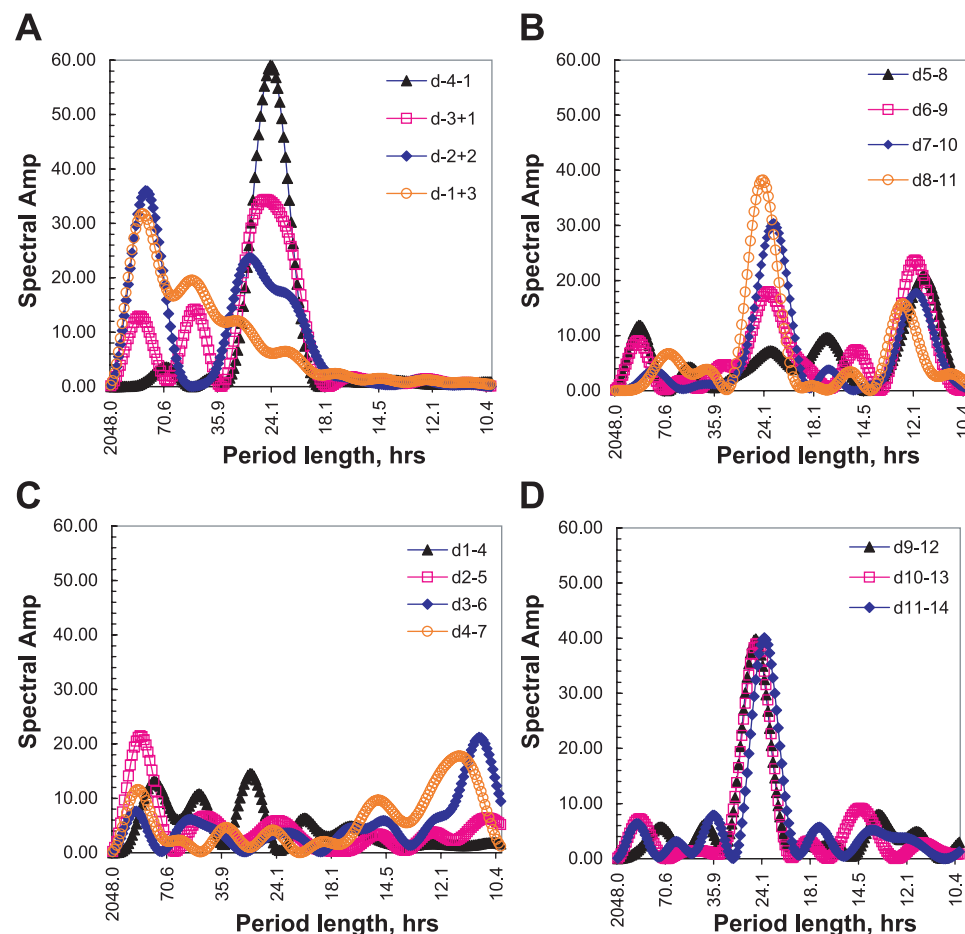 A
Spectral Amp
60.00
50.00
40.00
30.00
20.00
10.00
0.00
d-4-1
d-3+1
d-2+2
d-1+3
2048.0
70.6
35.9
24.1
18.1
14.5
12.1
10.4
Period length, hrs
B
Spectral Amp
60.00
50.00
40.00
30.00
20.00
10.00
0.00
d5-8
d6-9
d7-10
d8-11
2048.0
70.6
35.9
24.1
18.1
14.5
12.1
10.4
Period length, hrs
C
Spectral Amp
60.00
50.00
40.00
30.00
20.00
10.00
0.00
d1-4
d2-5
d3-6
d4-7
2048.0
70.6
35.9
24.1
18.1
14.5
12.1
10.4
Period length, hrs
D
Spectral Amp
60.00
50.00
40.00
30.00
20.00
10.00
0.00
d9-12
d10-13
d11-14
2048.0
70.6
35.9
24.1
18.1
14.5
12.1
10.4
Period length, hrs